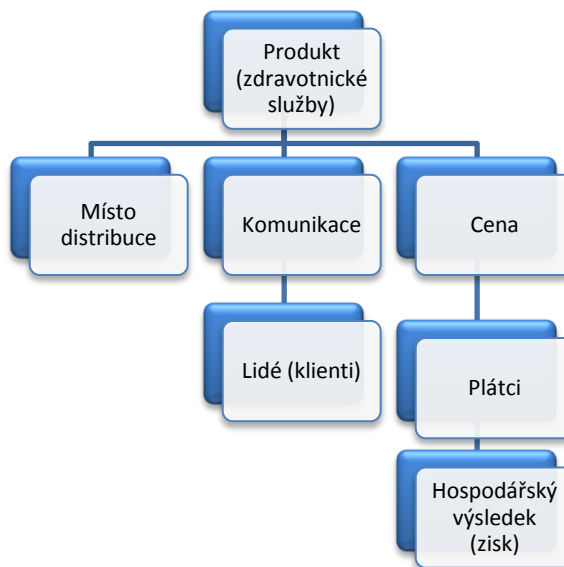 Produkt
(zdravotnické
služby)
Místo
distribuce
Komunikace
Cena
Lidé (klienti)
Plátci
Hospodářský
výsledek
(zisk)